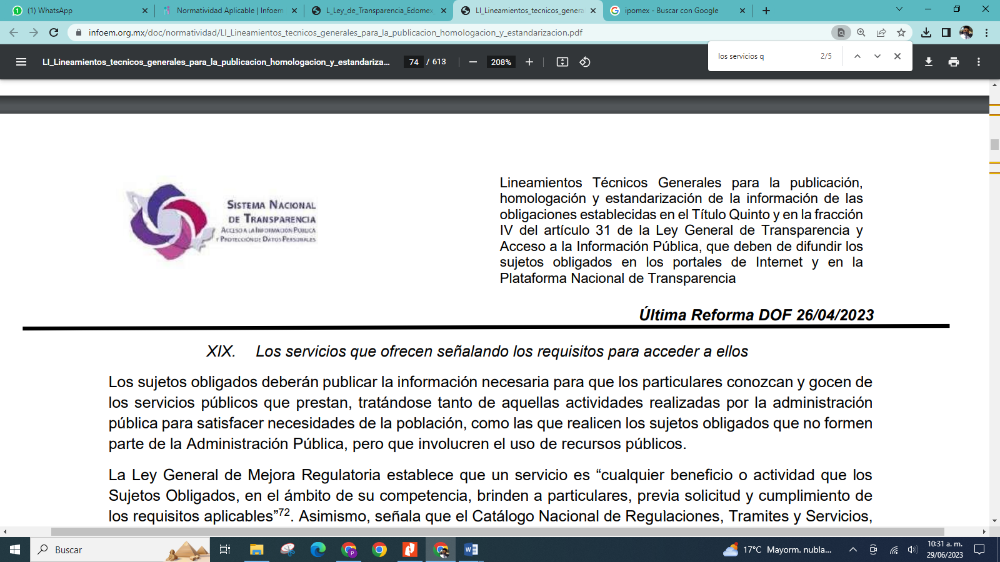 (1) WhatsApp
Normatividad Aplicable | Infoem
L_Ley_de_Transparencia_Edomex_
LI_Lineamientos_tecnicos_genera
ipomex - Buscar con Google
infoem.org.mx/doc/normatividad/LI_Lineamientos_tecnicos_generales_para_la_publicacion_homologacion_y_estandarizacion.pdf
LI_Lineamientos_tecnicos_generales_para_la_publicacion_homologacion_y_estandariza...
74 / 613
208%
los servicios q 2/5
SISTEMA NACIONAL
DE TRANSPARENCIA
ACCESO A LA INFORMACIÓN PÚBLICA
Y PROTECCIÓN DE DATOS PERSONALES
Lineamientos Técnicos Generales para la publicación,
homologación y estandarización de la información de las
obligaciones establecidas en el Título Quinto y en la fracción
IV del artículo 31 de la Ley General de Transparencia y
Acceso a la Información Pública, que deben de difundir los
sujetos obligados en los portales de Internet y en la
Plataforma Nacional de Transparencia
Última Reforma DOF 26/04/2023
XIX. Los servicios que ofrecen señalando los requisitos para acceder a ellos
Los sujetos obligados deberán publicar la información necesaria para que los particulares conozcan y gocen de
los servicios públicos que prestan, tratándose tanto de aquellas actividades realizadas por la administración
pública para satisfacer necesidades de la población, como las que realicen los sujetos obligados que no formen
parte de la Administración Pública, pero que involucren el uso de recursos públicos.
La Ley General de Mejora Regulatoria establece que un servicio es “cualquier beneficio o actividad que los
Sujetos Obligados, en el ámbito de su competencia, brinden a particulares, previa solicitud y cumplimiento de
los requisitos aplicables”72. Asimismo, señala que el Catálogo Nacional de Regulaciones, Tramites y Servicios,
Buscar
17°C Mayorm. nubla...
10:31 a. m.
29/06/2023